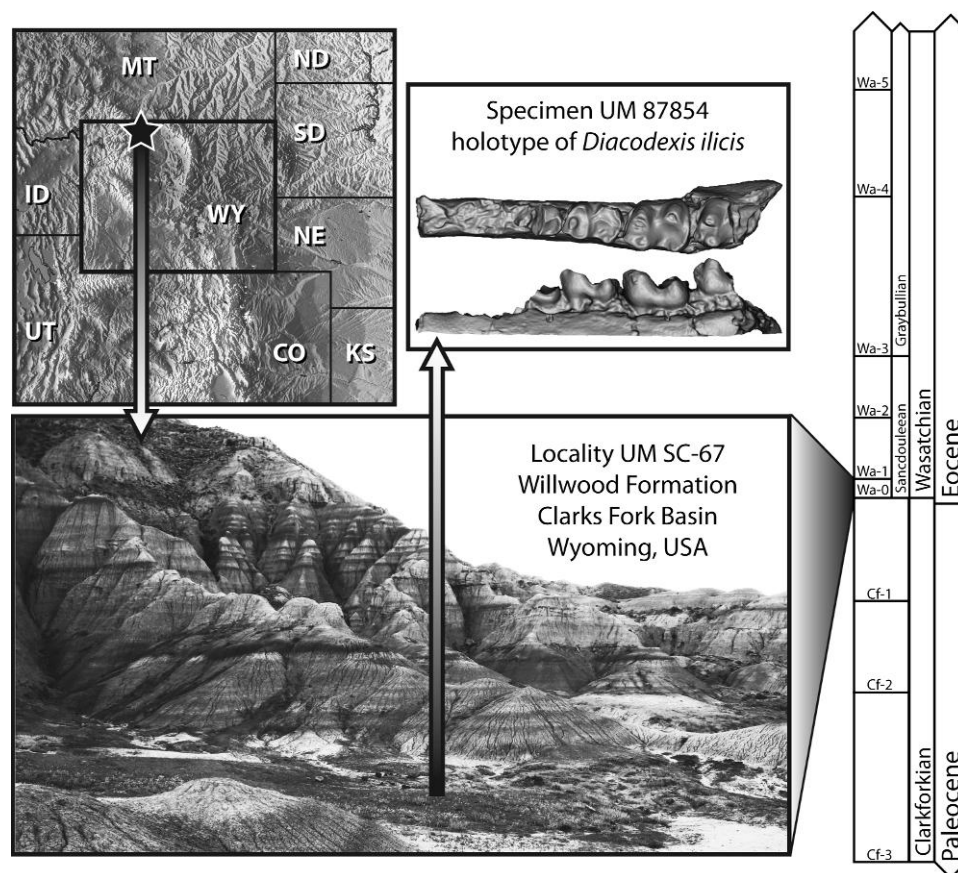 MT
ND
SD
ID
WY
NE
UT
CO
KS
Specimen UM 87854
holotype of Diacodexis ilicis
Locality UM SC-67
Willwood Formation
Clarks Fork Basin
Wyoming, USA
Wa-5
Wa-4
Wa-3
Wa-2
Wa-1
Wa-0
Cf-1
Cf-2
Cf-3
Graybullian
Sancdouleean
Wasatchian
Clarkforkian
Eocene
Paleocene